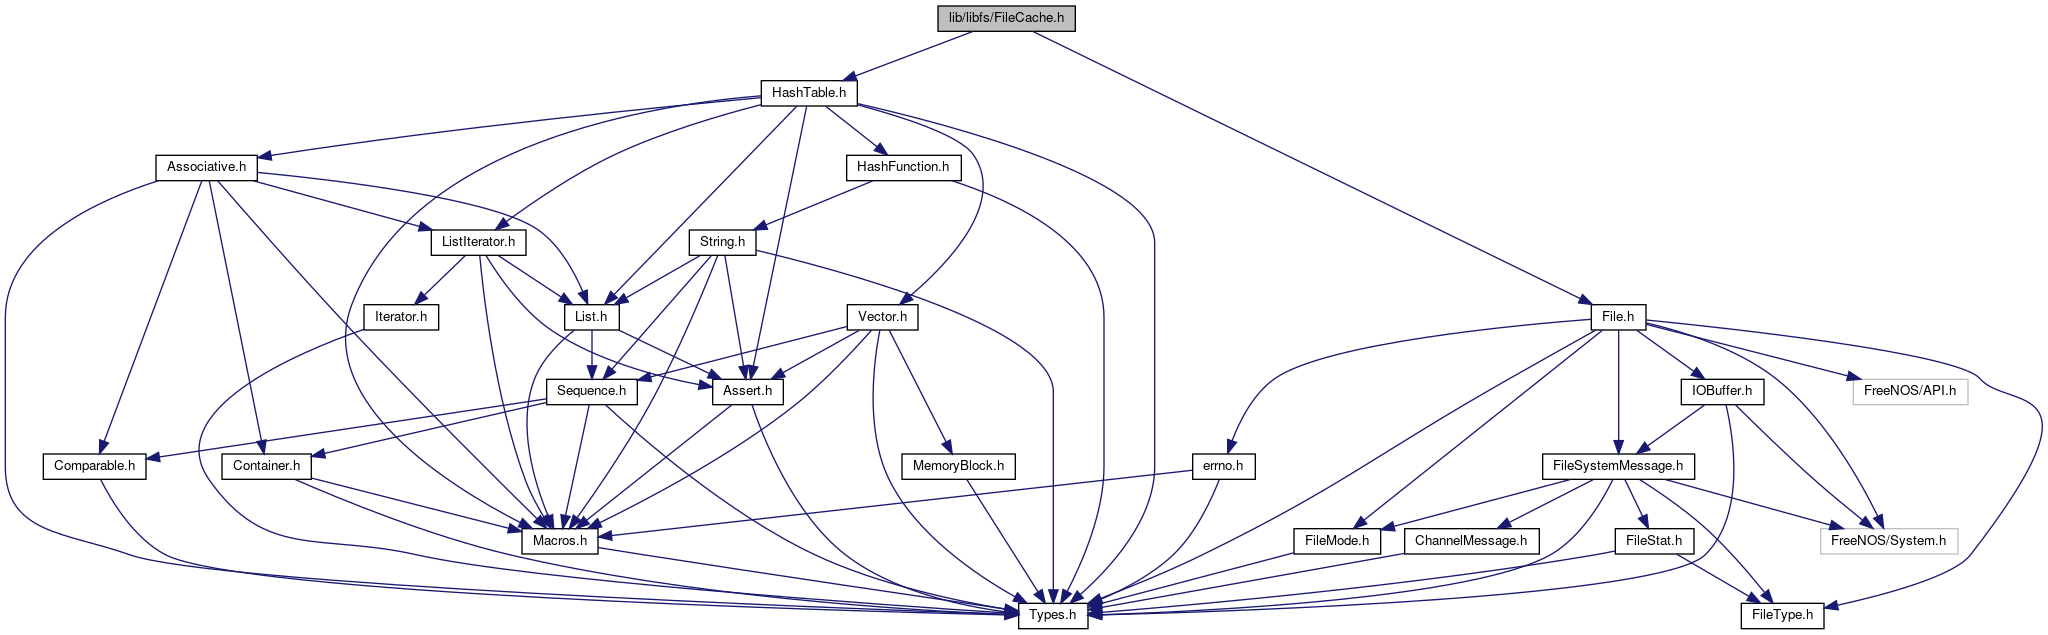 lib/libfs/FileCache.h
HashTable.h
Associative.h
HashFunction.h
ListIterator.h
String.h
Iterator.h
List.h
Vector.h
File.h
Sequence.h
Assert.h
IOBuffer.h
FreeNOS/API.h
Comparable.h
Container.h
MemoryBlock.h
errno.h
FileSystemMessage.h
Macros.h
FileMode.h
ChannelMessage.h
FileStat.h
FreeNOS/System.h
Types.h
FileType.h